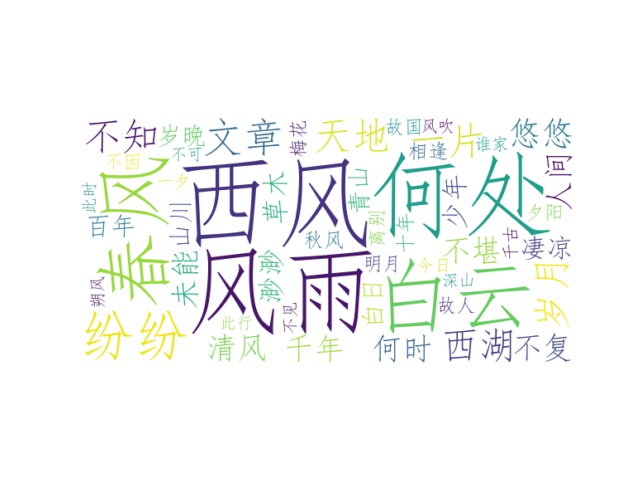 不知
岁晚
文章
梅花
天地
故国
风吹
一片
相逢
谁家
悠悠
不因
不可
一夕
此时
百年
春风
山川
西风
草木
青山
何处
少年
人间
夕阳
秋风
离别
十年
千古
未能
渺渺
风雨
明月
今日
不堪
凄凉
朔风
白日
白云
深山
故人
岁月
此行
不见
纷纷
清风
千年
何时
西湖
不复